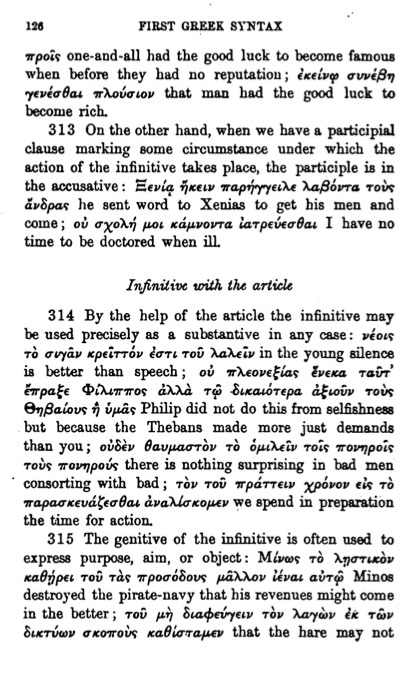 126 FIRST GREEK SYNTAX
προῖς one-and-all had the good luck to become famous
when before they had no reputation; ἐκείνῳ συνέβη
γενέσθαι πλούσιον that man had the good luck to
become rich.
313 On the other hand, when we have a participial
clause marking some circumstance under which the
action of the infinitive takes place, the participle is in
the accusative: Ξενίᾳ ἥκειν παρήγγειλε λαβόντα τοὺς
ἄνδρας he sent word to Xenias to get his men and
come; οὐ σχολή μοι κάμνοντα ἰατρεύεσθαι I have no
time to be doctored when ill.
Infinitive with the article
314 By the help of the article the infinitive may
be used precisely as a substantive in any case: νέοις
τὸ συγᾶν κρεῖττόν ἐστι τοῦ λαλεῖν in the young silence
is better than speech; οὐ πλεονεξίας ἕνεκα ταῦτ'
ἔπραξε Φίλιππος ἀλλὰ τῷ δικαιότερα ἀξιοῦν τοὺς
Θηβαίους ἢ ὑμᾶς Philip did not do this from selfishness
but because the Thebans made more just demands
than you; οὐδὲν θαυμαστὸν τὸ ὁμιλεῖν τοῖς πονηροῖς
τοὺς πονηρούς there is nothing surprising in bad men
consorting with bad; τὸν τοῦ πράττειν χρόνον εἰς τὸ
παρασκευάζεσθαι ἀναλίσκομεν we spend in preparation
the time for action.
315 The genitive of the infinitive is often used to
express purpose, aim, or object: Μίνως τὸ λῃστικὸν
καθῄρει τοῦ τὰς προσόδους μᾶλλον ἰέναι αὐτῷ Minos
destroyed the pirate-navy that his revenues might come
in the better; τοῦ μὴ διαφεύγειν τὸν λαγὼν ἐκ τῶν
δικτύων σκοποὺς καθίσταμεν that the hare may not